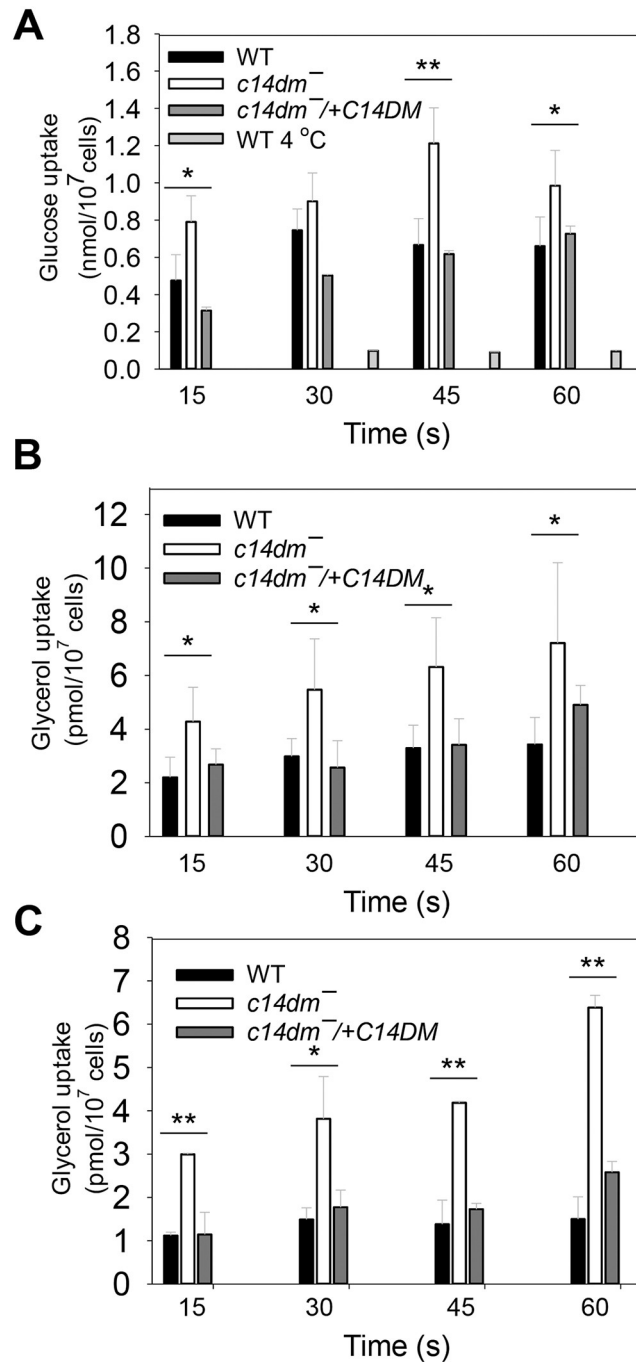 A
1.8
1.6
1.4
1.2
1.0
0.8
0.6
0.4
0.2
0.0
Glucose uptake
(nmol/10⁷ cells)
WT
c14dm⁻
c14dm⁻/+C14DM
WT 4 °C
*
**
*
15 30 45 60
Time (s)
B
12
10
8
6
4
2
0
Glycerol uptake
(pmol/10⁷ cells)
WT
c14dm⁻
c14dm⁻/+C14DM
*
*
*
*
15 30 45 60
Time (s)
C
8
7
6
5
4
3
2
1
0
Glycerol uptake
(pmol/10⁷ cells)
WT
c14dm⁻
c14dm⁻/+C14DM
**
*
**
**
15 30 45 60
Time (s)